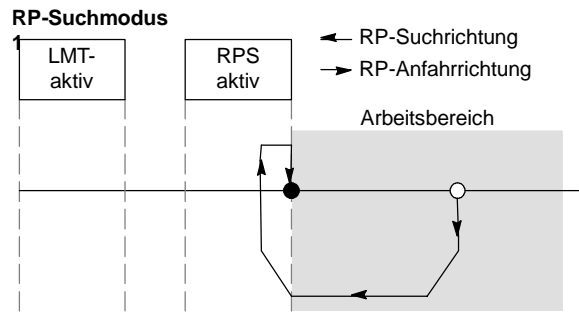 RP-Suchmodus
1
LMT-
aktiv
RPS
aktiv
RP-Suchrichtung
RP-Anfahrrichtung
Arbeitsbereich